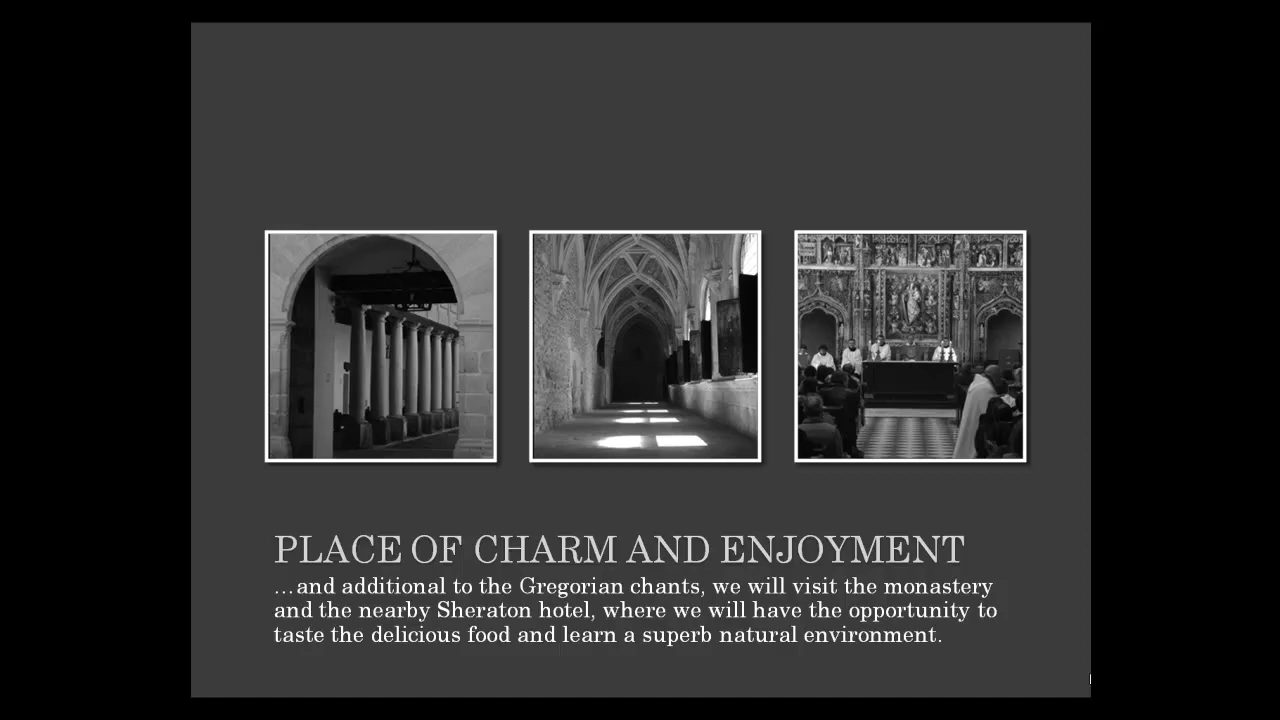 PLACE OF CHARM AND ENJOYMENT
…and additional to the Gregorian chants, we will visit the monastery
and the nearby Sheraton hotel, where we will have the opportunity to
taste the delicious food and learn a superb natural environment.